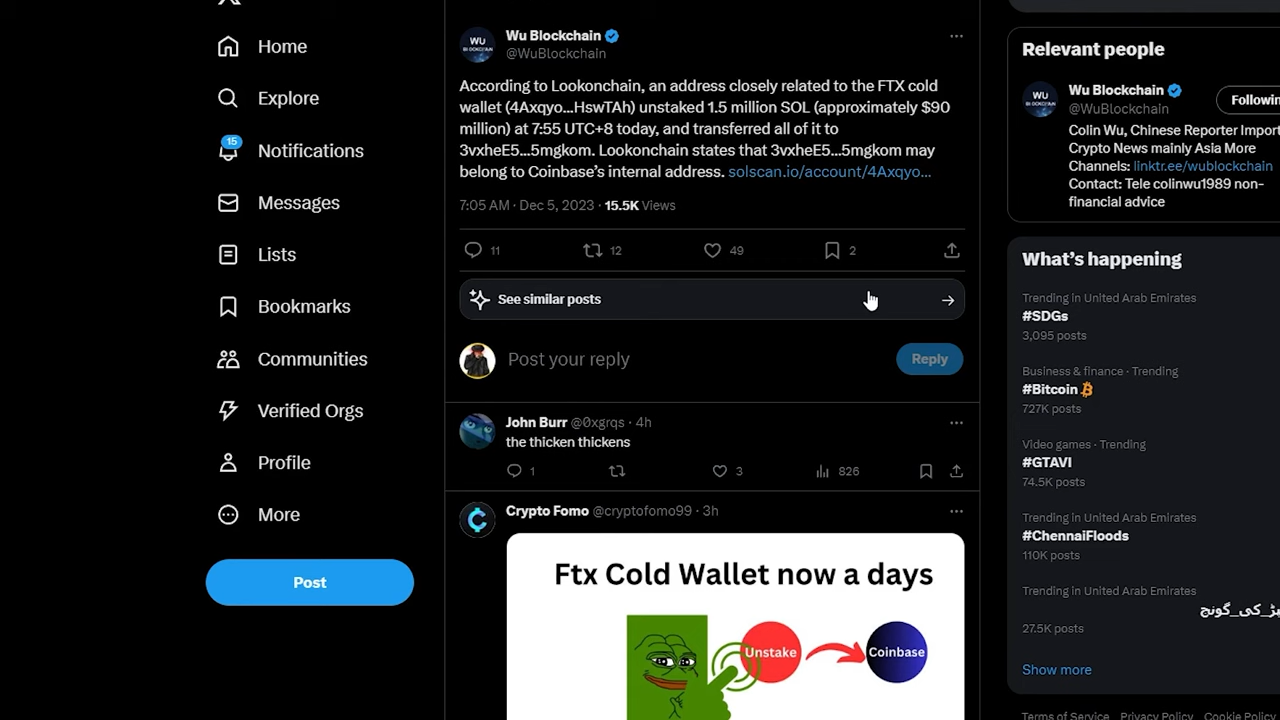 Home
Explore
15
Notifications
Messages
Lists
Bookmarks
Communities
Verified Orgs
Profile
More
Post
WU
BLOCKCHAIN
Wu Blockchain
@WuBlockchain
According to Lookonchain, an address closely related to the FTX cold
wallet (4Axqyo...HswTAh) unstaked 1.5 million SOL (approximately $90
million) at 7:55 UTC+8 today, and transferred all of it to
3vxheE5...5mgkom. Lookonchain states that 3vxheE5...5mgkom may
belong to Coinbase’s internal address. solscan.io/account/4Axqyo...
7:05 AM · Dec 5, 2023 · 15.5K Views
11 12 49 2
See similar posts
Post your reply
Reply
John Burr @0xgrqs · 4h
the thicken thickens
1 3 826
Crypto Fomo @cryptofomo99 · 3h
Ftx Cold Wallet now a days
Unstake
Coinbase
Relevant people
WU
BLOCKCHAIN
Wu Blockchain
@WuBlockchain
Followin
Colin Wu, Chinese Reporter Impor
Crypto News mainly Asia More
Channels: linktr.ee/wublockchain
Contact: Tele colinwu1989 non-
financial advice
What’s happening
Trending in United Arab Emirates
#SDGs
3,095 posts
Business & finance · Trending
#Bitcoin
727K posts
Video games · Trending
#GTAVI
74.5K posts
Trending in United Arab Emirates
#ChennaiFloods
110K posts
Trending in United Arab Emirates
کی_گونج
27.5K posts
Show more
Terms of Service Privacy Policy Cookie Policy